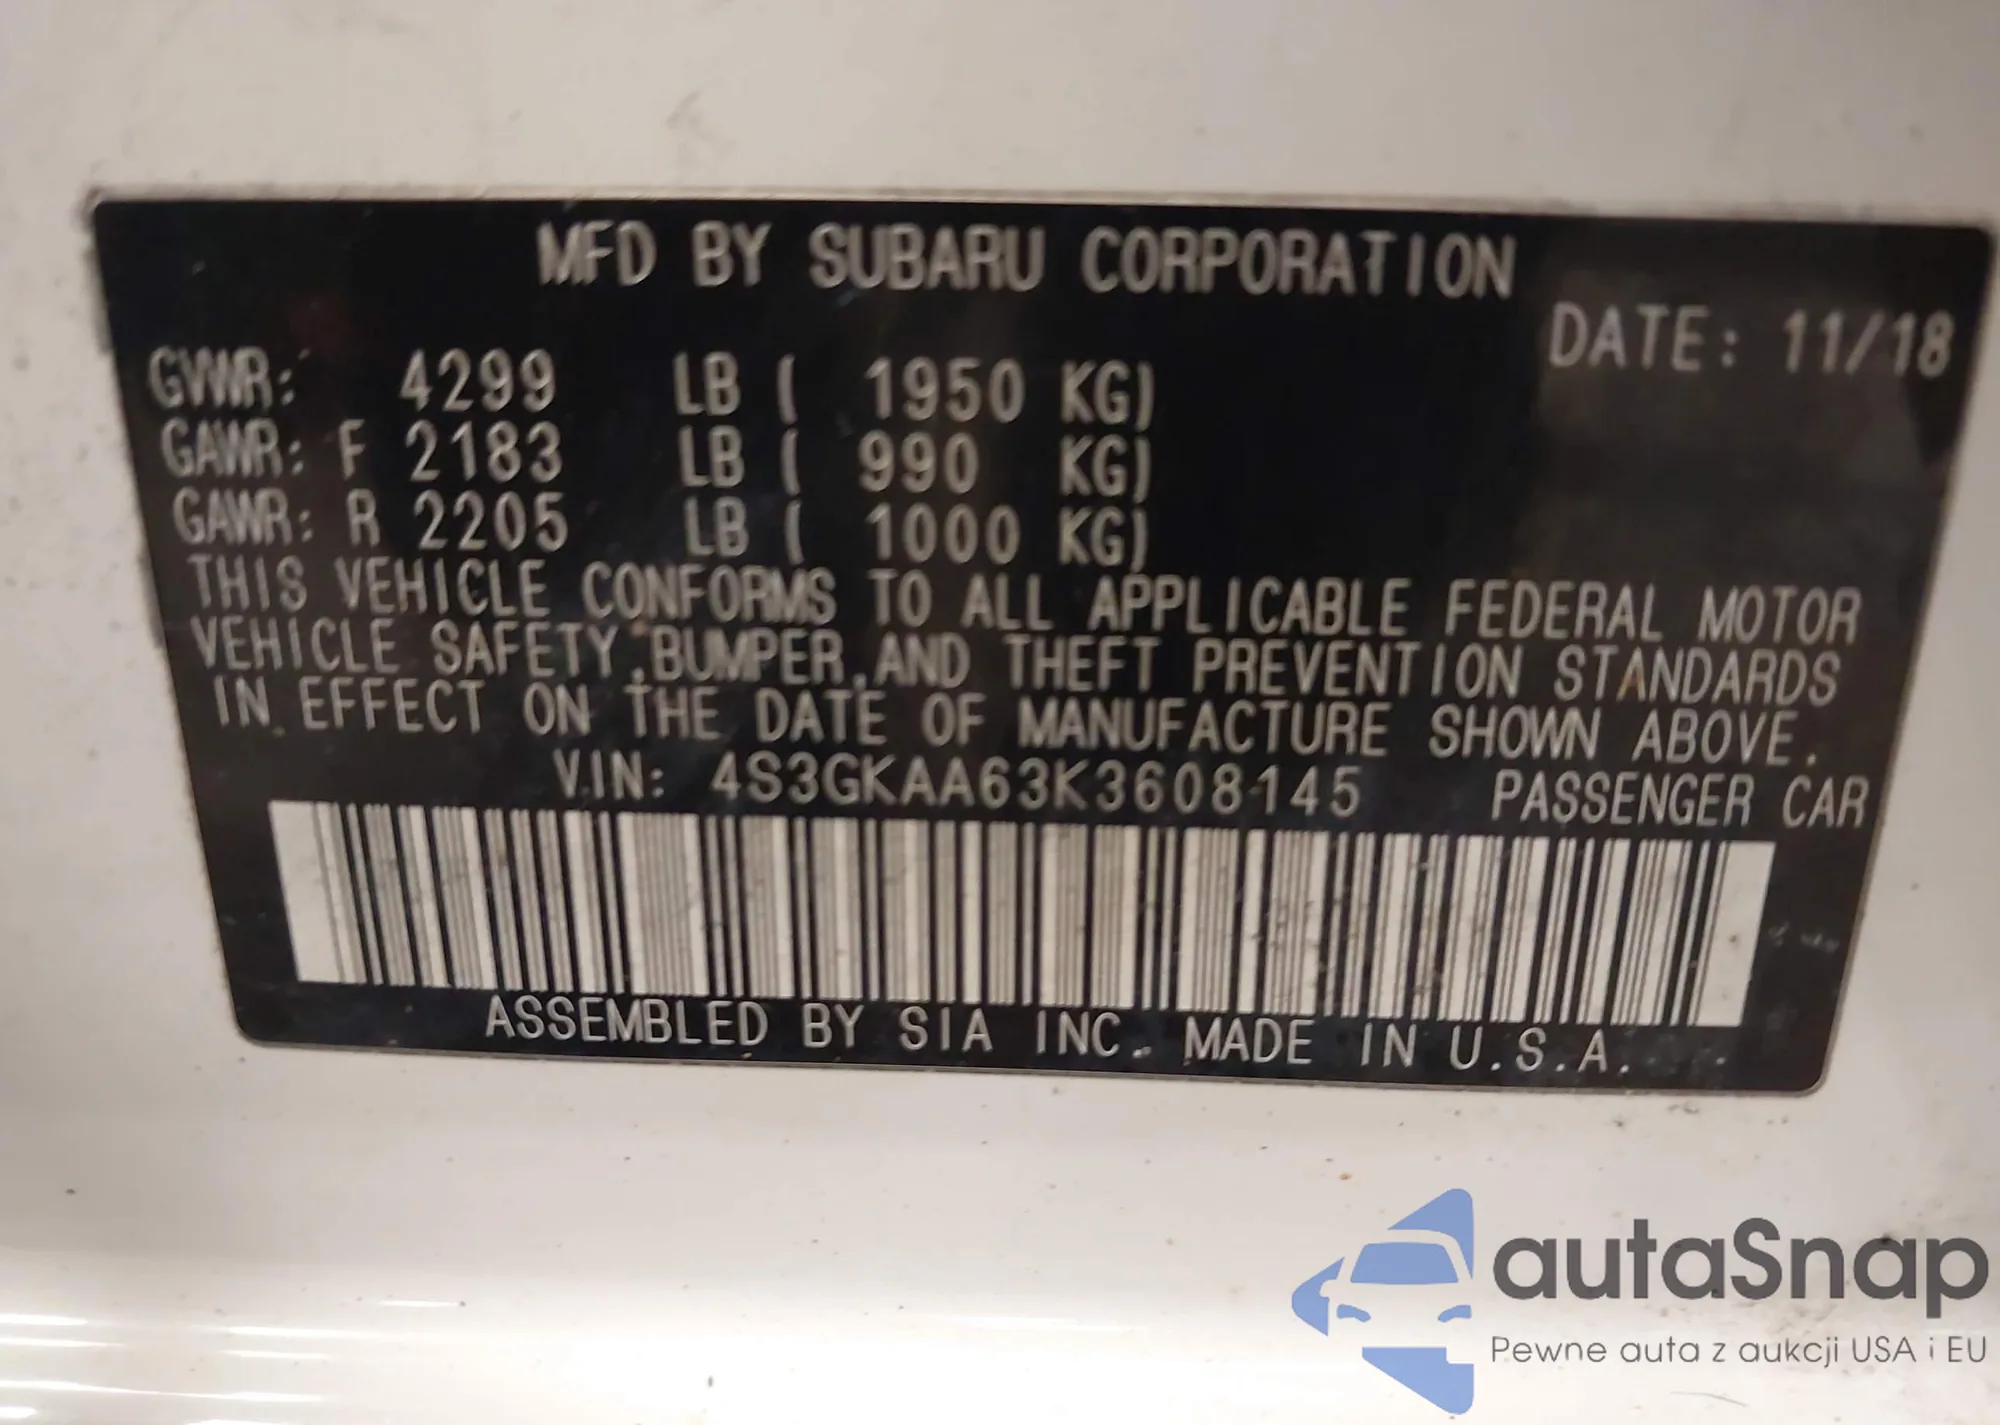 MFD BY SUBARU CORPORATION
DATE: 11/18
GVWR: 4299 LB ( 1950 KG)
GAWR: F 2183 LB ( 990 KG)
GAWR: R 2205 LB ( 1000 KG)
THIS VEHICLE CONFORMS TO ALL APPLICABLE FEDERAL MOTOR
VEHICLE SAFETY,BUMPER,AND THEFT PREVENTION STANDARDS
IN EFFECT ON THE DATE OF MANUFACTURE SHOWN ABOVE.
VIN: 4S3GKAA63K3608145 PASSENGER CAR
ASSEMBLED BY SIA INC. MADE IN U.S.A.
autaSnap
Pewne auta z aukcji USA i EU